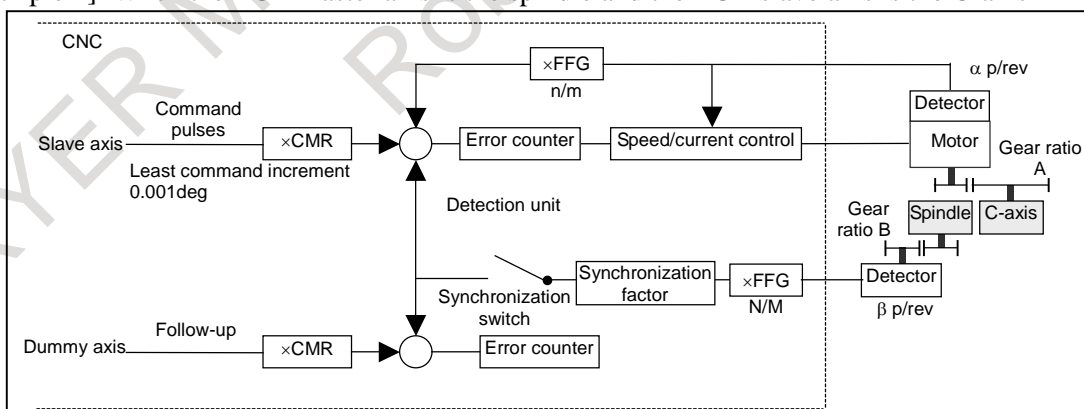 CNC
×FFG
n/m
α p/rev
Detector
Command
pulses
Slave axis
×CMR
Error counter
Speed/current control
Motor
Gear ratio
A
Least command increment
0.001deg
Detection unit
Gear
ratio B
Spindle
C-axis
Synchronization
factor
×FFG
N/M
Detector
β p/rev
Synchronization
switch
Follow-up
Dummy axis
×CMR
Error counter